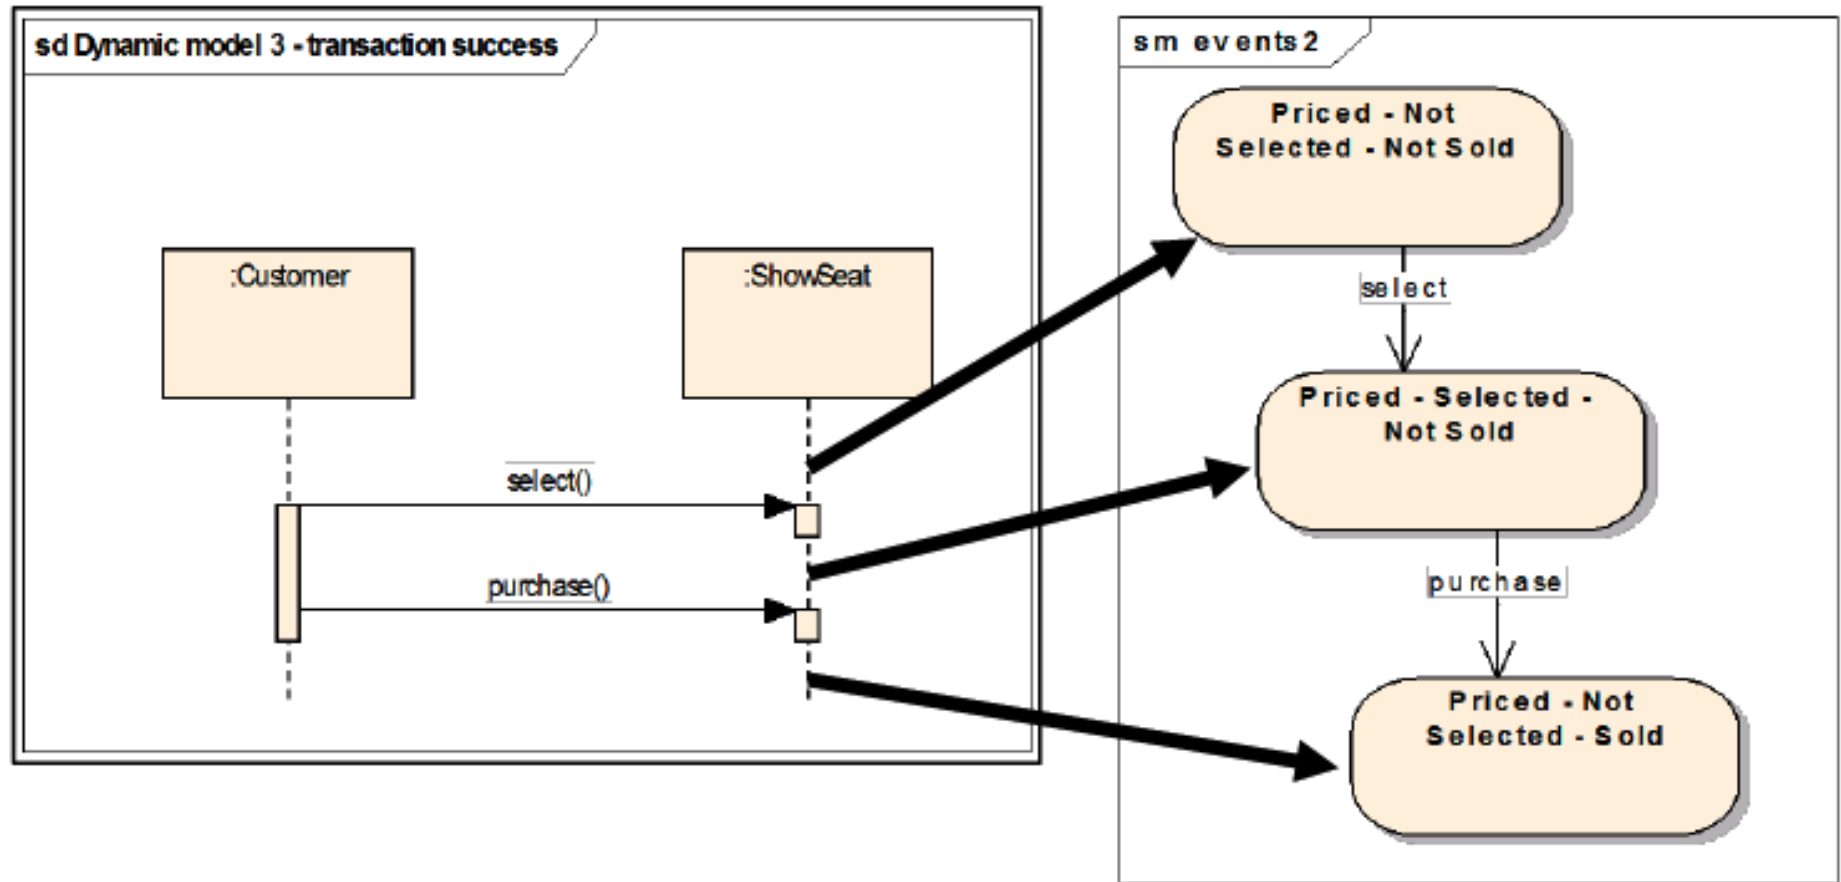 sd Dynamic model 3 - transaction success
:Customer
:ShowSeat
select()
purchase()
sm events2
Priced - Not
Selected - Not Sold
select
Priced - Selected -
Not Sold
purchase
Priced - Not
Selected - Sold